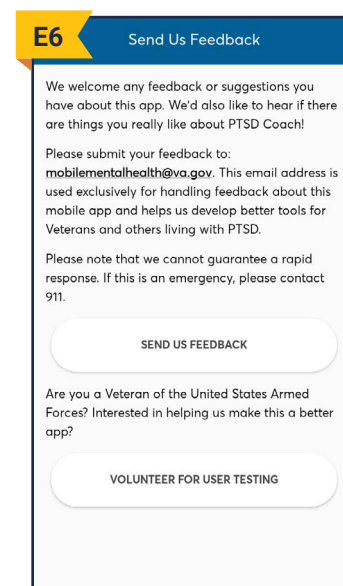 E6
Send Us Feedback
We welcome any feedback or suggestions you
have about this app. We'd also like to hear if there
are things you really like about PTSD Coach!
Please submit your feedback to:
mobilementalhealth@va.gov. This email address is
used exclusively for handling feedback about this
mobile app and helps us develop better tools for
Veterans and others living with PTSD.
Please note that we cannot guarantee a rapid
response. If this is an emergency, please contact
911.
SEND US FEEDBACK
Are you a Veteran of the United States Armed
Forces? Interested in helping us make this a better
app?
VOLUNTEER FOR USER TESTING